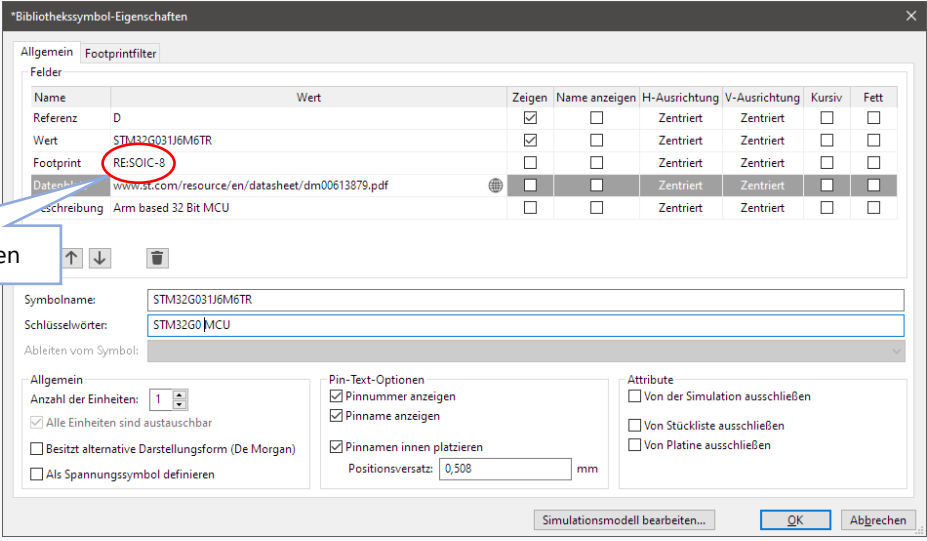 *Bibliothekssymbol-Eigenschaften
Allgemein Footprintfilter
Felder
Name Wert Zeigen Name anzeigen H-Ausrichtung V-Ausrichtung Kursiv Fett
Referenz D Zentriert Zentriert
Wert STM32G031J6M6TR Zentriert Zentriert
Footprint RE:SOIC-8 Zentriert Zentriert
www.st.com/resource/en/datasheet/dm00613879.pdf Zentriert Zentriert
Arm based 32 Bit MCU Zentriert Zentriert
en
Symbolname: STM32G031J6M6TR
Schlüsselwörter: STM32G0 MCU
Ableiten vom Symbol:
Allgemein
Anzahl der Einheiten: 1
Alle Einheiten sind austauschbar
Besitzt alternative Darstellungsform (De Morgan)
Als Spannungssymbol definieren
Pin-Text-Optionen
Pinnummer anzeigen
Pinname anzeigen
Pinnamen innen platzieren
Positionsversatz: 0,508 mm
Attribute
Von der Simulation ausschließen
Von Stückliste ausschließen
Von Platine ausschließen
Simulationsmodell bearbeiten... OK Abbrechen